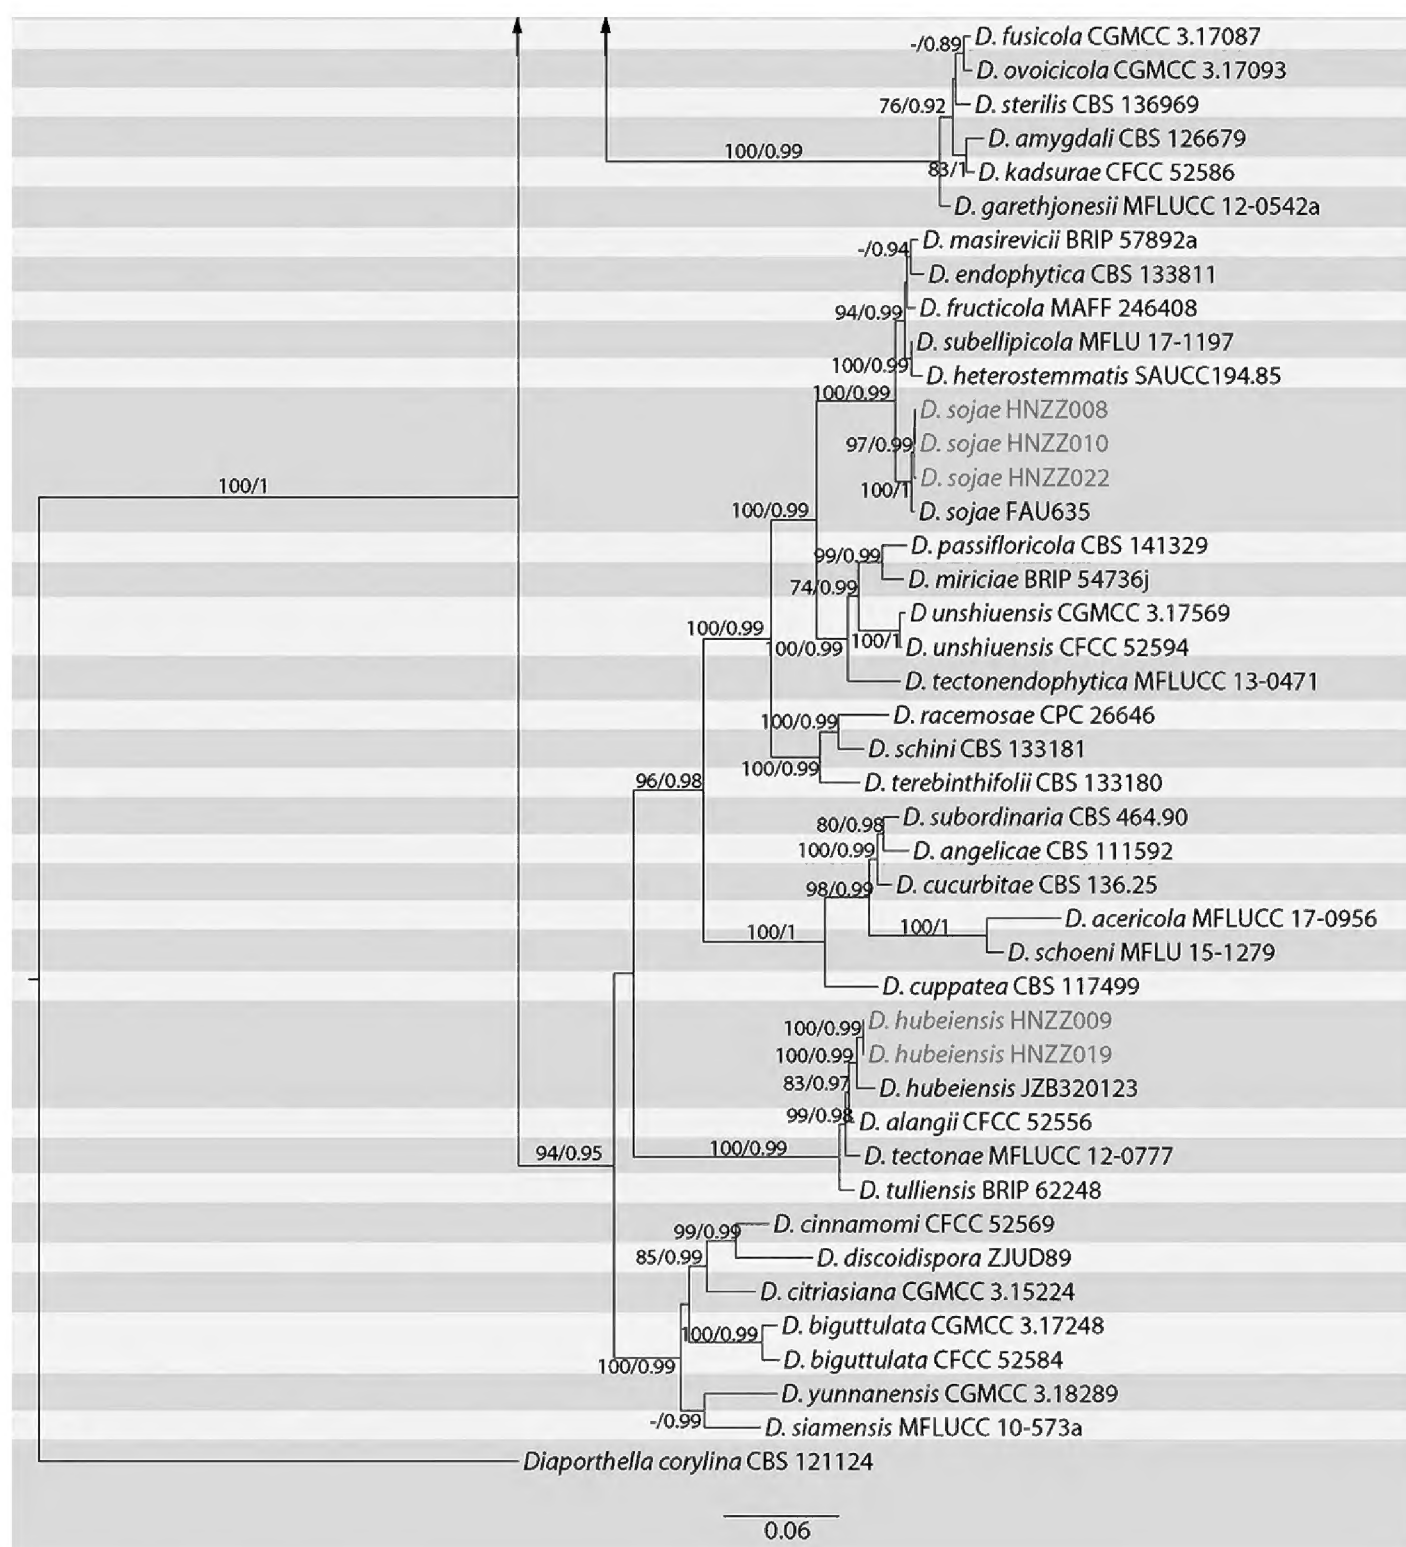 D. fusicola CGMCC 3.17087
-/0.89
D. ovoicicola CGMCC 3.17093
76/0.92
D. sterilis CBS 136969
D. amygdali CBS 126679
100/0.99
83/1
D. kadsurae CFCC 52586
D. garethjonesii MFLUCC 12-0542a
D. masirevicii BRIP 57892a
-/0.94
D. endophytica CBS 133811
94/0.99
D. fructicola MAFF 246408
D. subellipicola MFLU 17-1197
100/0.99
D. heterostemmatis SAUCC194.85
100/0.99
D. sojae HNZZ008
97/0.99
D. sojae HNZZ010
D. sojae HNZZ022
100/1
100/1
D. sojae FAU635
100/0.99
D. passifloricola CBS 141329
99/0.99
D. miriciae BRIP 54736j
74/0.99
D unshiuensis CGMCC 3.17569
100/0.99
100/1
D. unshiuensis CFCC 52594
100/0.99
D. tectonendophytica MFLUCC 13-0471
D. racemosae CPC 26646
100/0.99
D. schini CBS 133181
100/0.99
D. terebinthifolii CBS 133180
96/0.98
D. subordinaria CBS 464.90
80/0.98
D. angelicae CBS 111592
100/0.99
D. cucurbitae CBS 136.25
98/0.99
D. acericola MFLUCC 17-0956
100/1
100/1
D. schoeni MFLU 15-1279
D. cuppatea CBS 117499
D. hubeiensis HNZZ009
100/0.99
D. hubeiensis HNZZ019
100/0.99
D. hubeiensis JZB320123
83/0.97
D. alangii CFCC 52556
99/0.98
D. tectonae MFLUCC 12-0777
100/0.99
94/0.95
D. tulliensis BRIP 62248
D. cinnamomi CFCC 52569
99/0.99
D. discoidispora ZJUD89
85/0.99
D. citriasiana CGMCC 3.15224
D. biguttulata CGMCC 3.17248
100/0.99
D. biguttulata CFCC 52584
100/0.99
D. yunnanensis CGMCC 3.18289
-/0.99
D. siamensis MFLUCC 10-573a
Diaporthella corylina CBS 121124
0.06